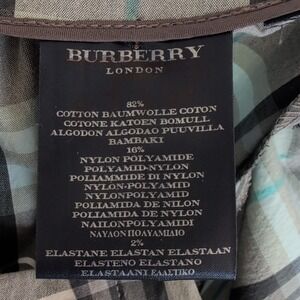 BURBERRY
LONDON
82%
COTTON BAUMWOLLE COTON
COTONE KATOEN BOMULL
ALGODON ALGODAO PUUVILLA
BAMBAKI
16%
NYLON POLYAMIDE
POLYAMID-NYLON
POLIAMMIDE DI NYLON
NYLON-POLYAMID
NYLONPOLYAMID
POLIAMIDA DE NILON
POLIAMIDA DE NYLON
NAILONPOLYAMIDI
ΝΑΥΛΟΝ ΠΟΛΥΑΜΙΔΙΟ
2%
ELASTANE ELASTAN ELASTAAN
ELASTENO ELASTANO
ELASTAANI ΕΛΑΣΤΙΚΟ